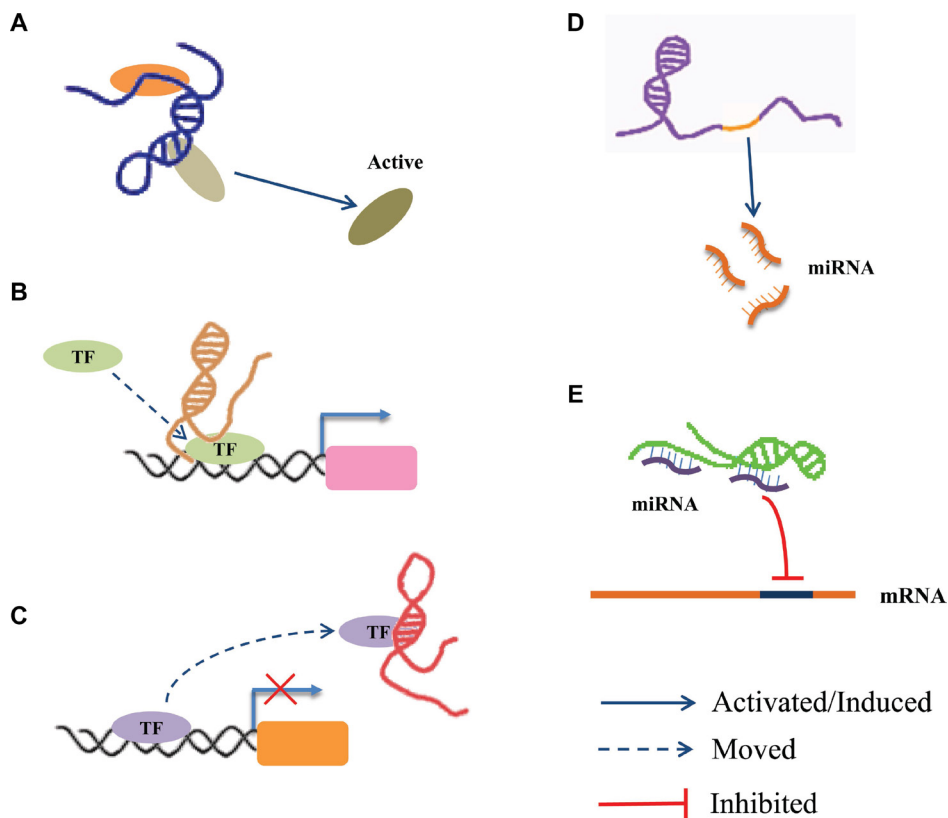 A
Active
B
TF
TF
C
TF
TF
D
miRNA
E
miRNA
mRNA
Activated/Induced
Moved
Inhibited